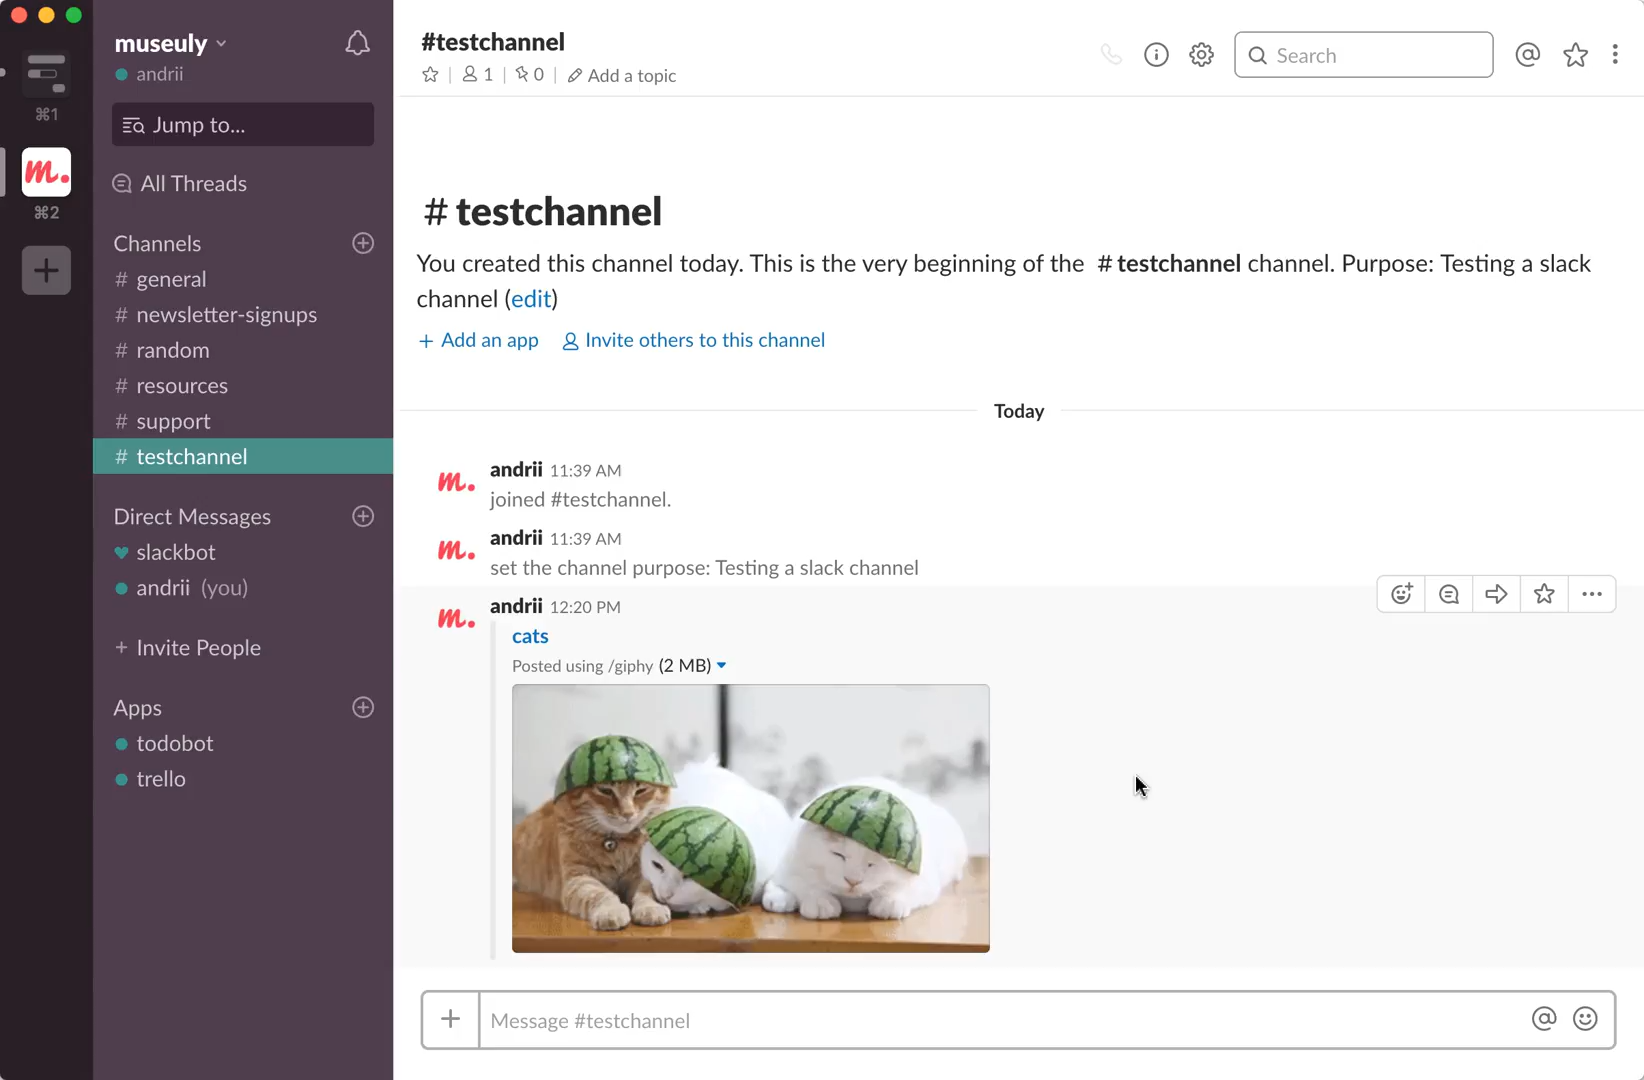 museuly
andrii
⌘1
m.
⌘2
Jump to...
All Threads
Channels
# general
# newsletter-signups
# random
# resources
# support
# testchannel
Direct Messages
slackbot
andrii (you)
+ Invite People
Apps
todobot
trello
#testchannel
1 | 0 | Add a topic
Search
# testchannel
You created this channel today. This is the very beginning of the # testchannel channel. Purpose: Testing a slack
channel (edit)
+ Add an app Invite others to this channel
Today
m. andrii 11:39 AM
joined #testchannel.
m. andrii 11:39 AM
set the channel purpose: Testing a slack channel
m. andrii 12:20 PM
cats
Posted using /giphy (2 MB)
Message #testchannel